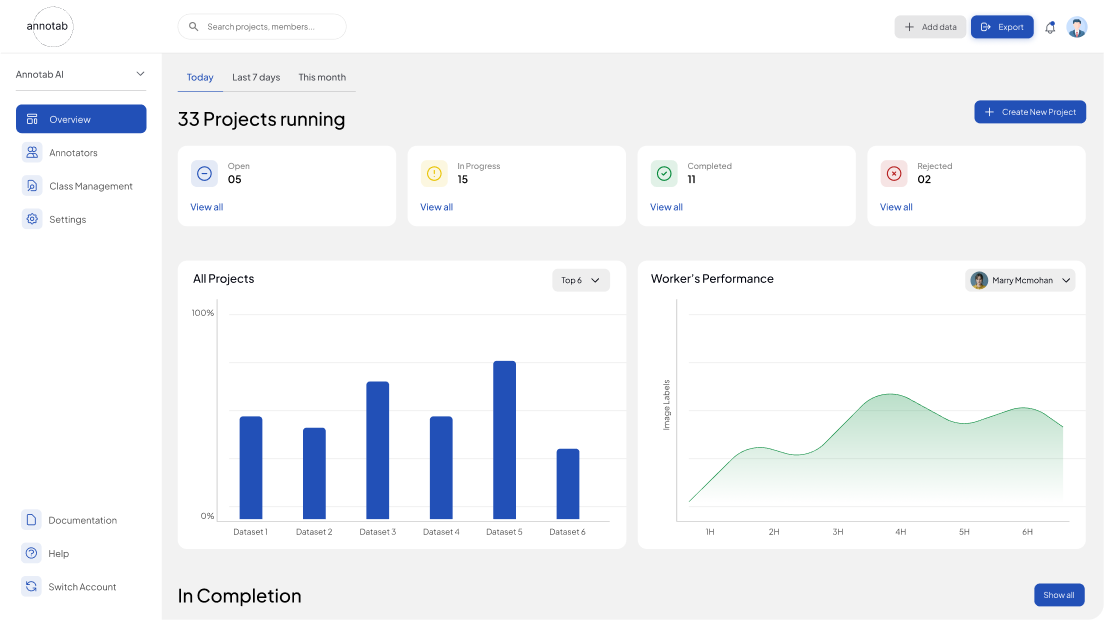 annotab
Search projects, members...
Add data
Export
Annotab AI
Overview
Annotators
Class Management
Settings
Documentation
Help
Switch Account
Today
Last 7 days
This month
33 Projects running
Create New Project
Open
05
View all
In Progress
15
View all
Completed
11
View all
Rejected
02
View all
All Projects
Top 6
100%
0%
Dataset 1
Dataset 2
Dataset 3
Dataset 4
Dataset 5
Dataset 6
Worker's Performance
Marry Mcmohan
Image Labels
1H
2H
3H
4H
5H
6H
In Completion
Show all